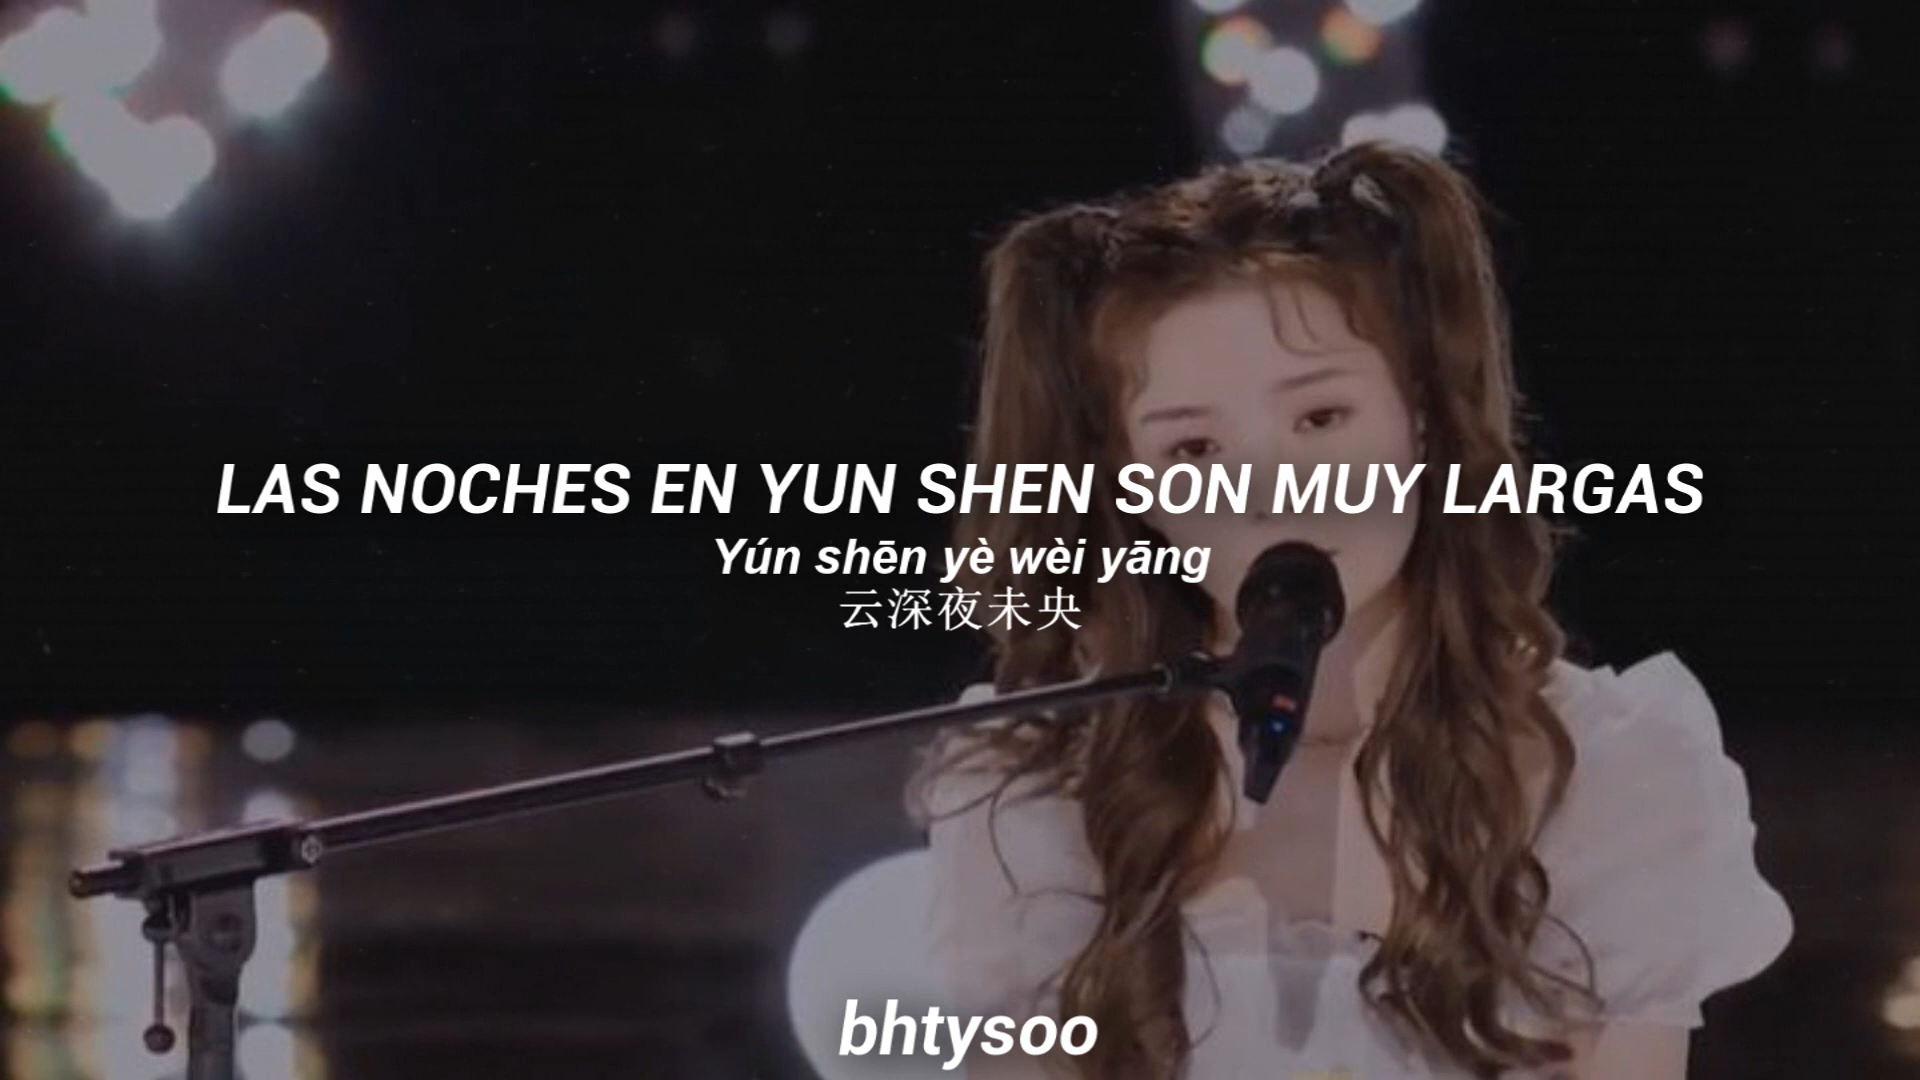 LAS NOCHES EN YUN SHEN SON MUY LARGAS
Yún shēn yè wèi yāng
云深夜未央
bhtysoo